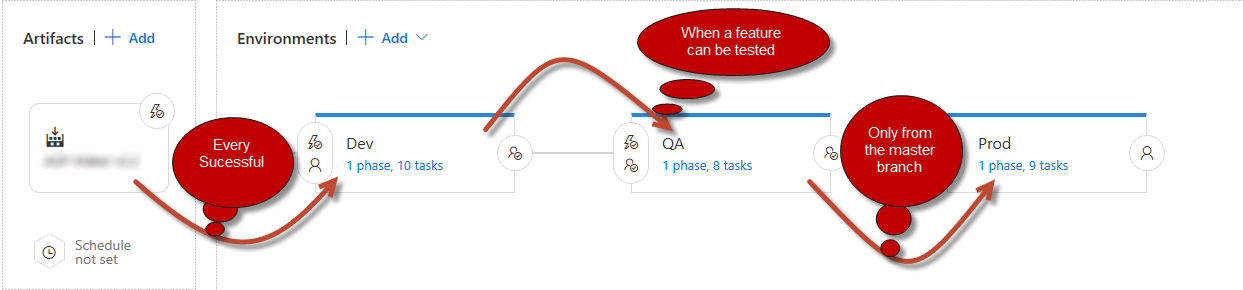 Artifacts | + Add
Schedule
not set
Environments | + Add
Every
Sucessful
Dev
1 phase, 10 tasks
When a feature
can be tested
QA
1 phase, 8 tasks
Only from
the master
branch
Prod
1 phase, 9 tasks